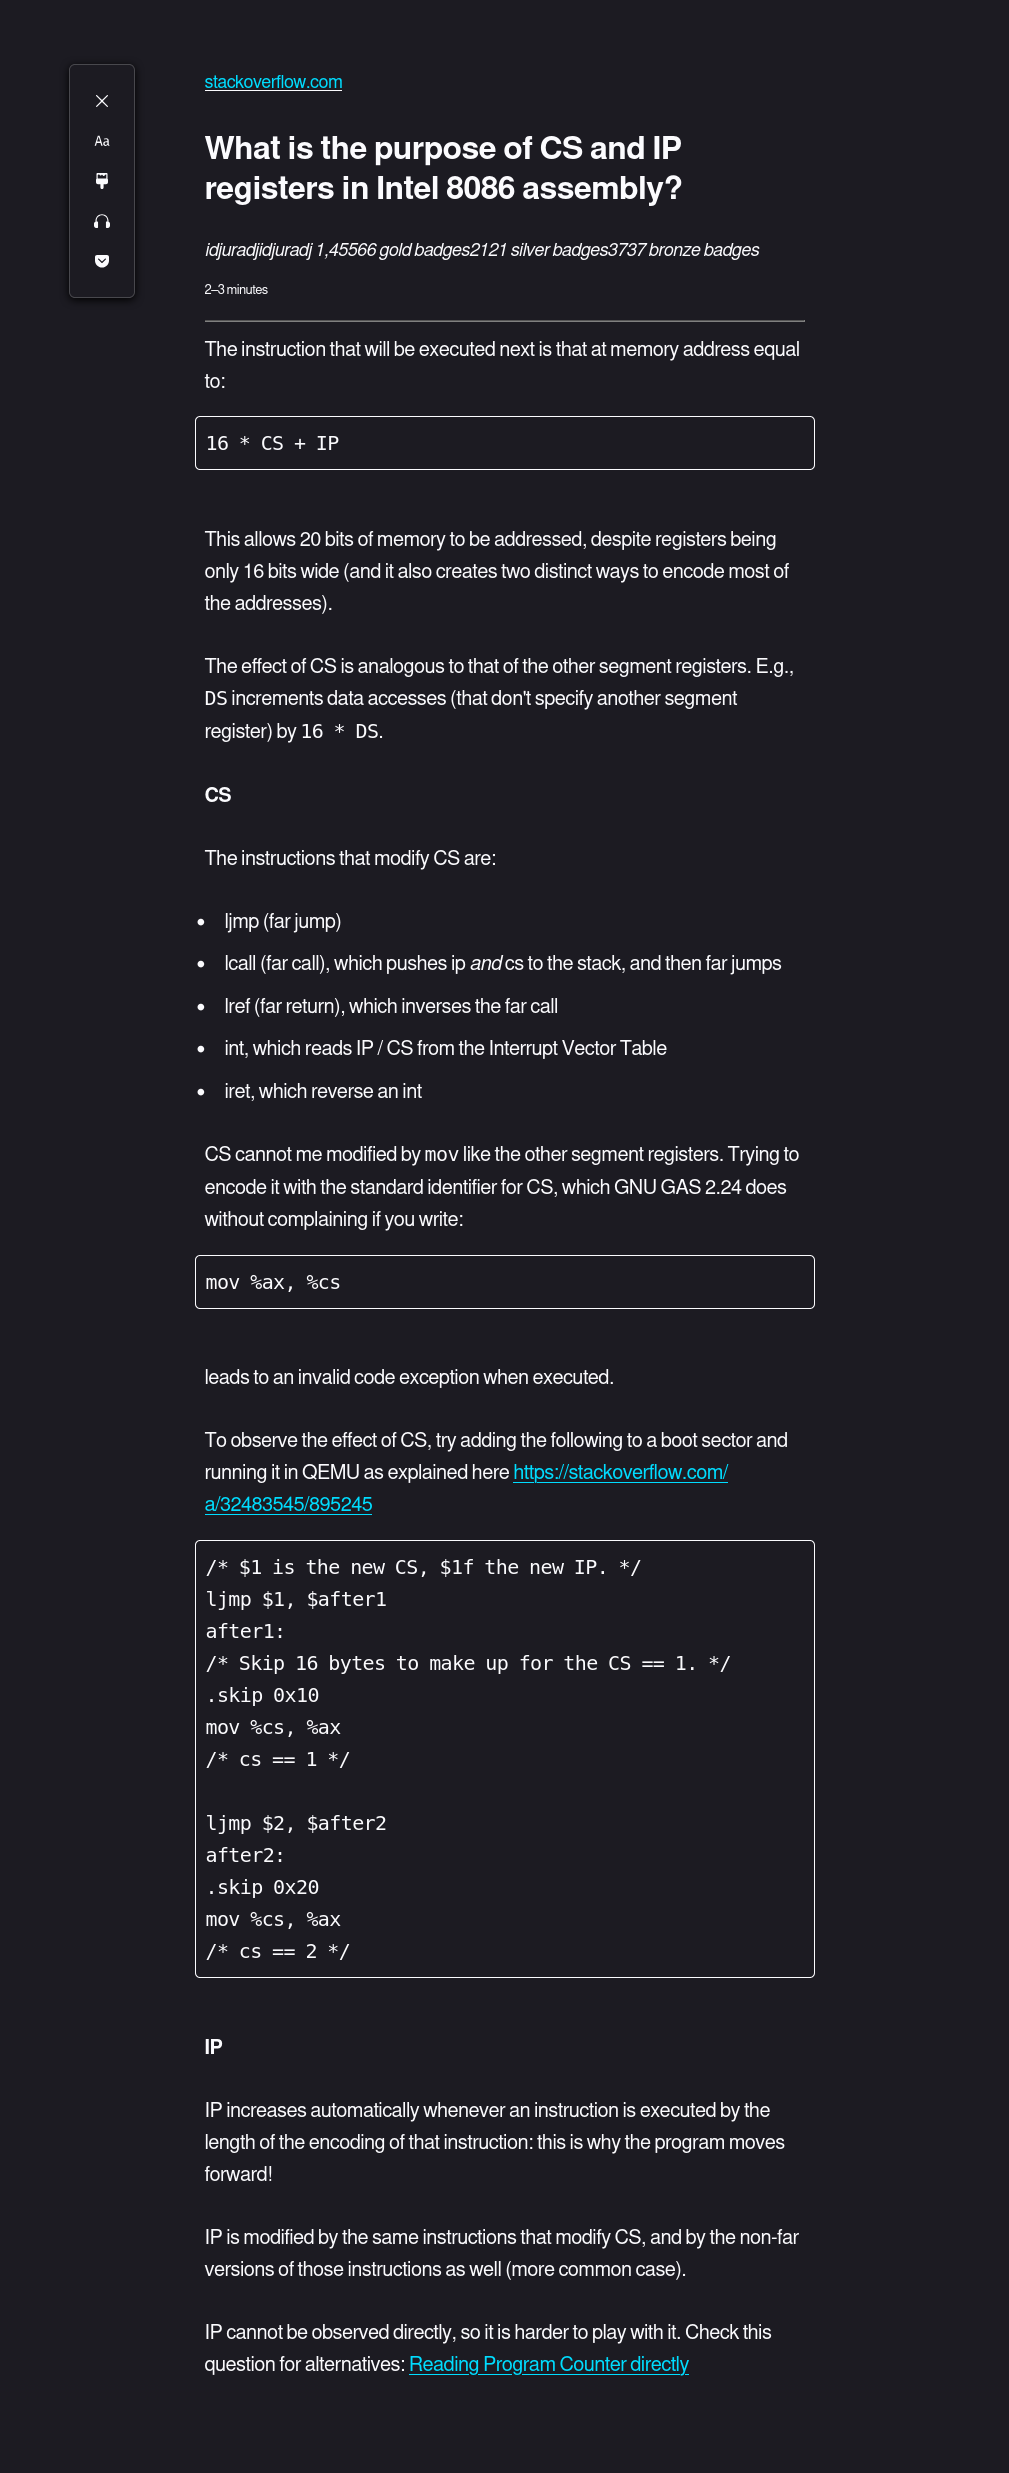 stackoverflow.com
What is the purpose of CS and IP
registers in Intel 8086 assembly?
idjuradjidjuradj 1,45566 gold badges2121 silver badges3737 bronze badges
2–3 minutes
Aa
The instruction that will be executed next is that at memory address equal
to:
16 * CS + IP
This allows 20 bits of memory to be addressed, despite registers being
only 16 bits wide (and it also creates two distinct ways to encode most of
the addresses).
The effect of CS is analogous to that of the other segment registers. E.g.,
DS increments data accesses (that don't specify another segment
register) by 16 * DS.
CS
The instructions that modify CS are:
• ljmp (far jump)
• lcall (far call), which pushes ip and cs to the stack, and then far jumps
• lref (far return), which inverses the far call
• int, which reads IP / CS from the Interrupt Vector Table
• iret, which reverse an int
CS cannot me modified by mov like the other segment registers. Trying to
encode it with the standard identifier for CS, which GNU GAS 2.24 does
without complaining if you write:
mov %ax, %cs
leads to an invalid code exception when executed.
To observe the effect of CS, try adding the following to a boot sector and
running it in QEMU as explained here https://stackoverflow.com/
a/32483545/895245
/* $1 is the new CS, $1f the new IP. */
ljmp $1, $after1
after1:
/* Skip 16 bytes to make up for the CS == 1. */
.skip 0x10
mov %cs, %ax
/* cs == 1 */
ljmp $2, $after2
after2:
.skip 0x20
mov %cs, %ax
/* cs == 2 */
IP
IP increases automatically whenever an instruction is executed by the
length of the encoding of that instruction: this is why the program moves
forward!
IP is modified by the same instructions that modify CS, and by the non-far
versions of those instructions as well (more common case).
IP cannot be observed directly, so it is harder to play with it. Check this
question for alternatives: Reading Program Counter directly